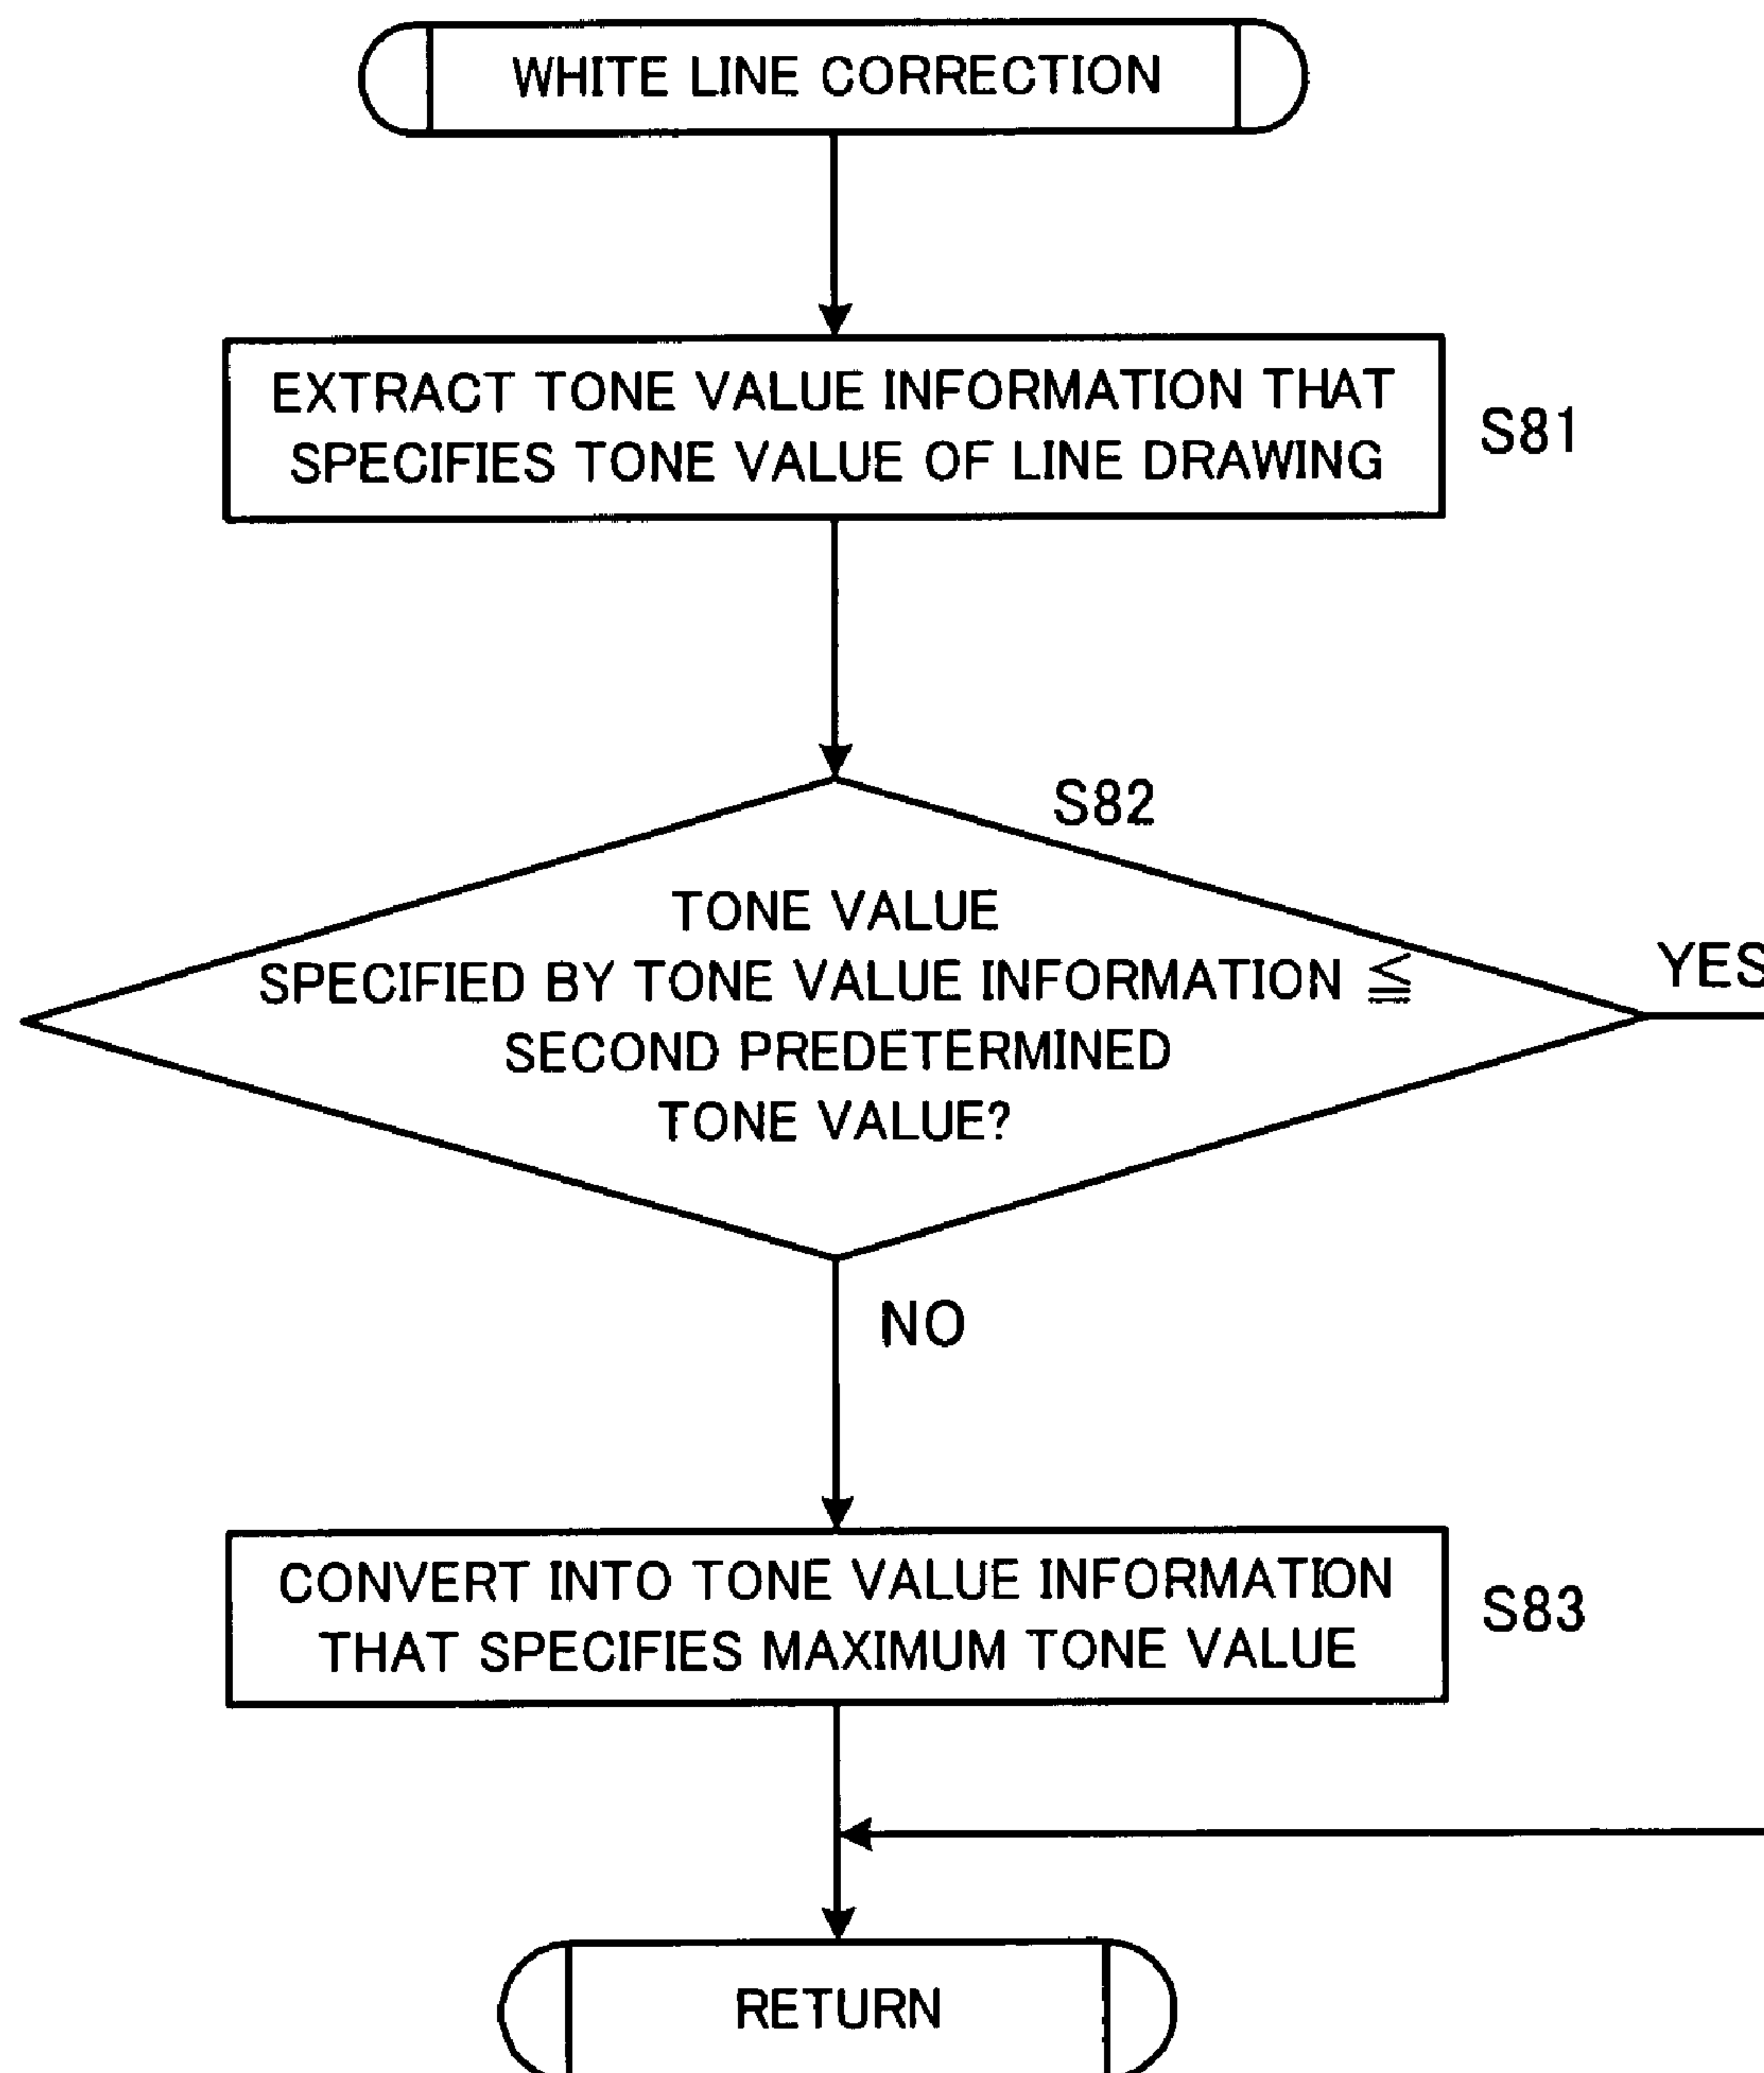 WHITE LINE CORRECTION
EXTRACT TONE VALUE INFORMATION THAT
SPECIFIES TONE VALUE OF LINE DRAWING
S81
S82
TONE VALUE
SPECIFIED BY TONE VALUE INFORMATION ≦
SECOND PREDETERMINED
TONE VALUE?
YES
NO
CONVERT INTO TONE VALUE INFORMATION
THAT SPECIFIES MAXIMUM TONE VALUE
S83
RETURN